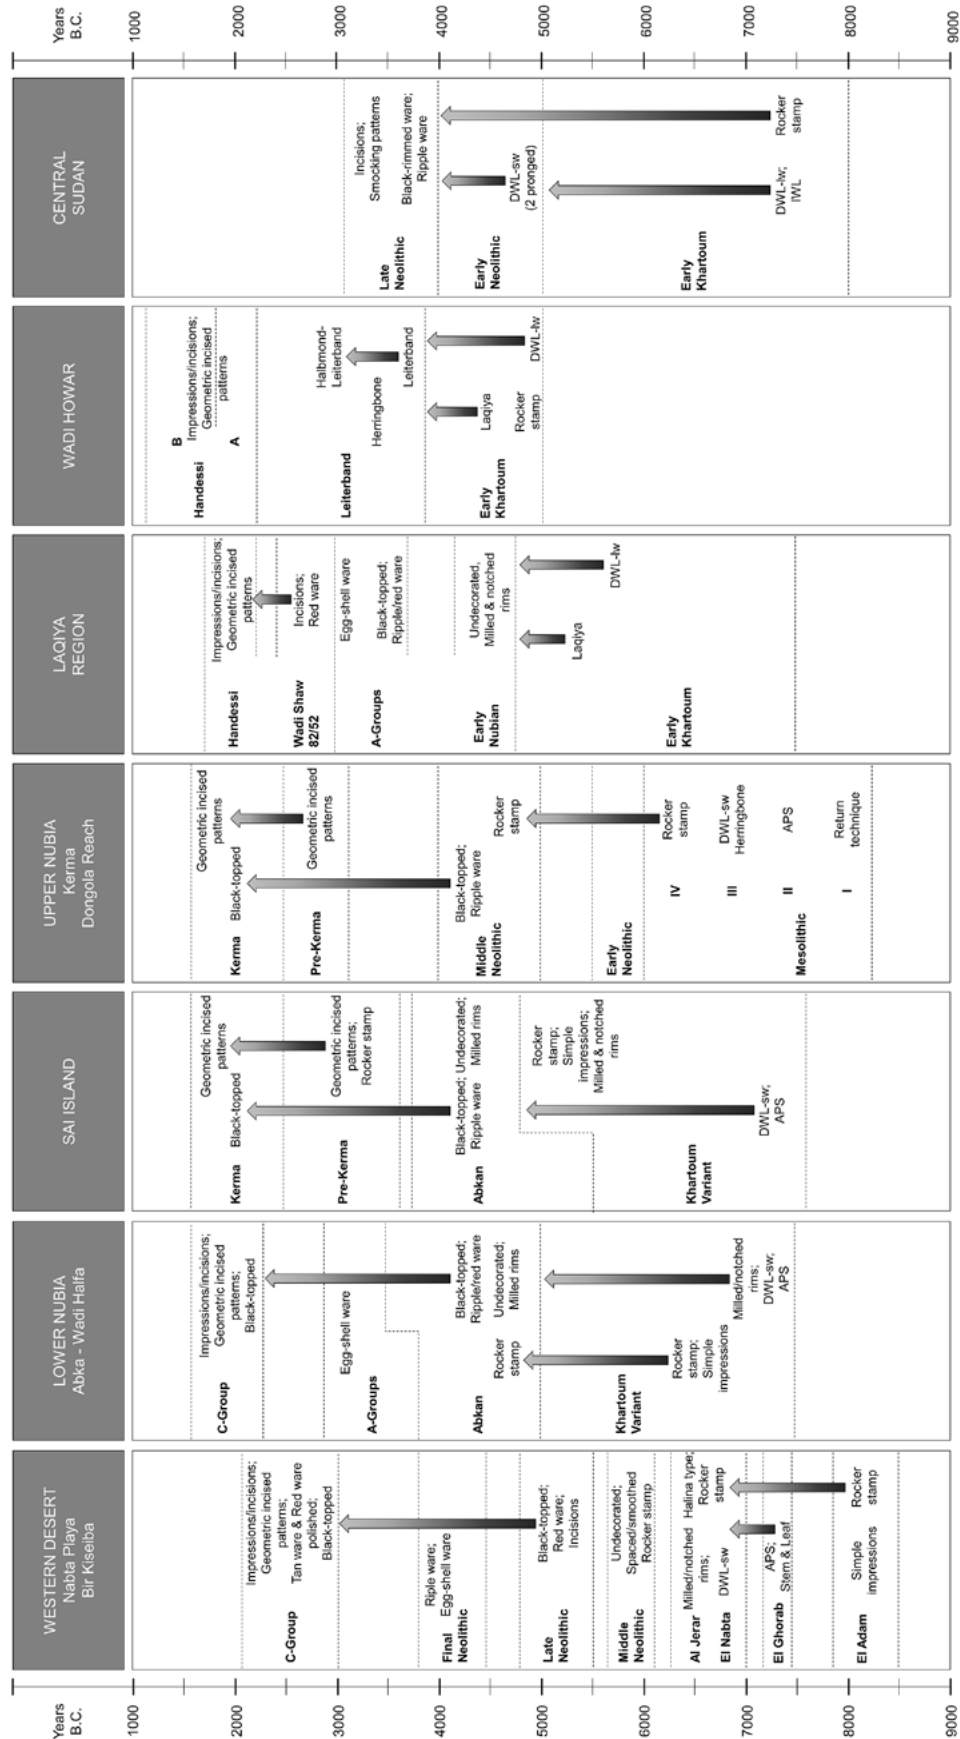 Years
B.C.
1000
2000
3000
4000
5000
6000
7000
8000
9000
WESTERN DESERT
Nabta Playa
Bir Kiseiba
Impressions/incisions;
Geometric incised
patterns;
Tan ware & Red ware
polished;
Black-topped
C-Group
Riple ware;
Egg-shell ware
Final
Neolithic
Black-topped;
Red ware;
Incisions
Late
Neolithic
Undecorated;
Spaced/smoothed
Rocker stamp
Middle
Neolithic
Al Jerar
Milled/notched
rims;
Halina type;
Rocker
stamp
El Nabta
DWL-sw
El Ghorab
APS;
Stem & Leaf
El Adam
Simple
impressions
Rocker
stamp
LOWER NUBIA
Abka - Wadi Halfa
Impressions/incisions;
Geometric incised
patterns;
Black-topped
C-Group
Egg-shell ware
A-Groups
Black-topped;
Ripple/red ware
Undecorated;
Milled rims
Abkan
Rocker
stamp
Khartoum
Variant
Rocker
stamp;
Simple
impressions
Milled/notched
rims;
DWL-sw;
APS
SAI ISLAND
Geometric incised
patterns
Kerma
Black-topped
Pre-Kerma
Geometric incised
patterns;
Rocker stamp
Abkan
Black-topped;
Ripple ware
Undecorated;
Milled rims
Rocker
stamp;
Simple
impressions;
Milled & notched
rims
Khartoum
Variant
DWL-sw;
APS
UPPER NUBIA
Kerma
Dongola Reach
Geometric incised
patterns
Kerma
Black-topped
Pre-Kerma
Geometric incised
patterns
Middle
Neolithic
Black-topped;
Ripple ware
Rocker
stamp
Early
Neolithic
IV
Rocker
stamp
III
DWL-sw
Herringbone
Mesolithic
II
APS
I
Return
technique
LAQIYA
REGION
Impressions/incisions;
Geometric incised
patterns
Handessi
Wadi Shaw
82/52
Incisions;
Red ware
Egg-shell ware
A-Groups
Black-topped;
Ripple/red ware
Early
Nubian
Undecorated,
Milled & notched
rims
Laqiya
DWL-lw
Early
Khartoum
WADI HOWAR
B
Impressions/incisions;
Geometric incised
patterns
Handessi
A
Halbmond-
Leiterband
Leiterband
Herringbone
Leiterband
Early
Khartoum
Laqiya
Rocker
stamp
DWL-lw
CENTRAL
SUDAN
Incisions;
Smocking patterns
Late
Neolithic
Black-rimmed ware;
Ripple ware
Early
Neolithic
DWL-sw
(2 pronged)
Early
Khartoum
DWL-lw;
IWL
Rocker
stamp
Years
B.C.
1000
2000
3000
4000
5000
6000
7000
8000
9000